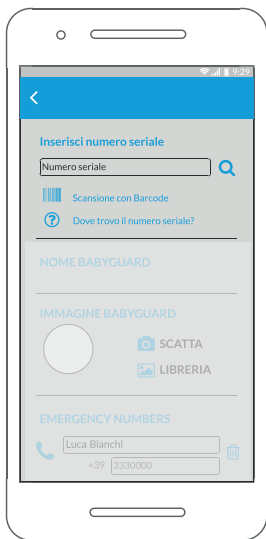 9:29
Inserisci numero seriale
Numero seriale
Scansione con Barcode
Dove trovo il numero seriale?
NOME BABYGUARD
IMMAGINE BABYGUARD
SCATTA
LIBRERIA
EMERGENCY NUMBERS
Luca Bianchi
+39 3330000